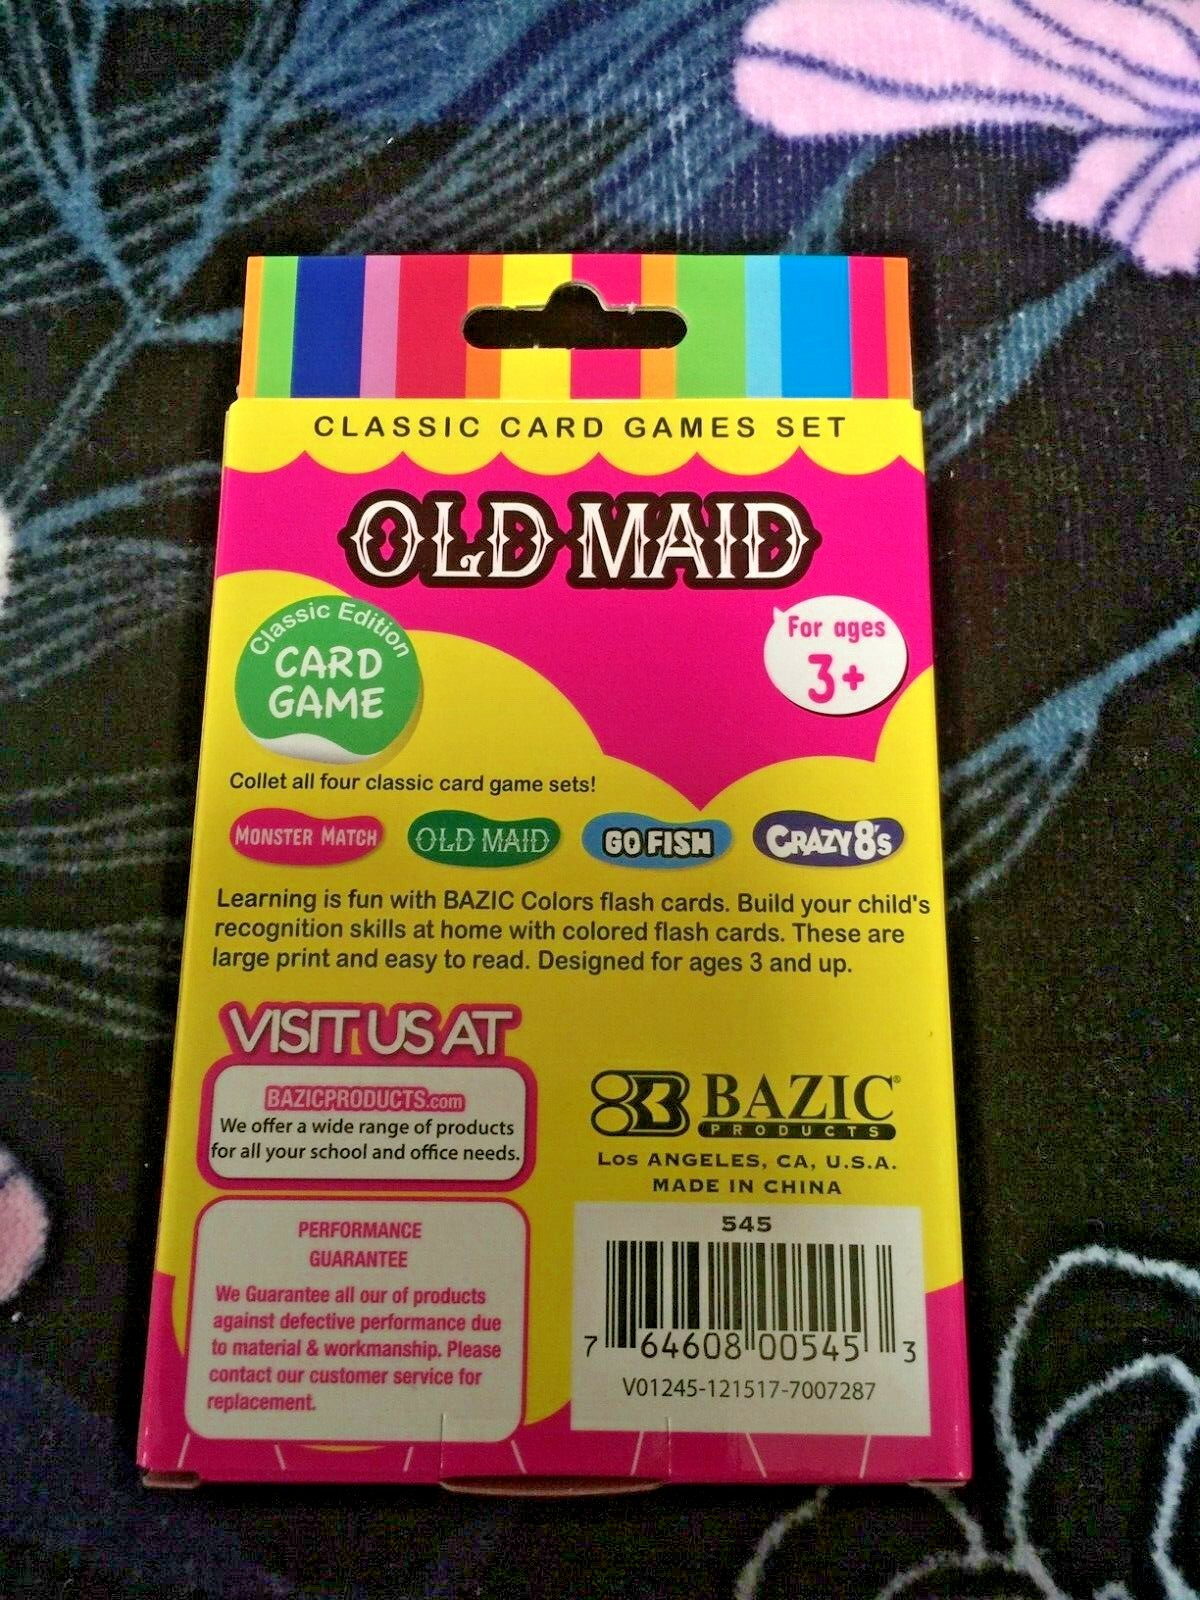 CLASSIC CARD GAMES SET
OLD MAID
Classic Edition
CARD
GAME
For ages
3+
Collet all four classic card game sets!
MONSTER MATCH
OLD MAID
GO FISH
CRAZY 8's
Learning is fun with BAZIC Colors flash cards. Build your child's
recognition skills at home with colored flash cards. These are
large print and easy to read. Designed for ages 3 and up.
VISIT US AT
BAZICPRODUCTS.com
We offer a wide range of products
for all your school and office needs.
PERFORMANCE
GUARANTEE
We Guarantee all our of products
against defective performance due
to material & workmanship. Please
contact our customer service for
replacement.
B BAZIC®
PRODUCTS
Los ANGELES, CA, U.S.A.
MADE IN CHINA
545
7 64608 00545 3
V01245-121517-7007287